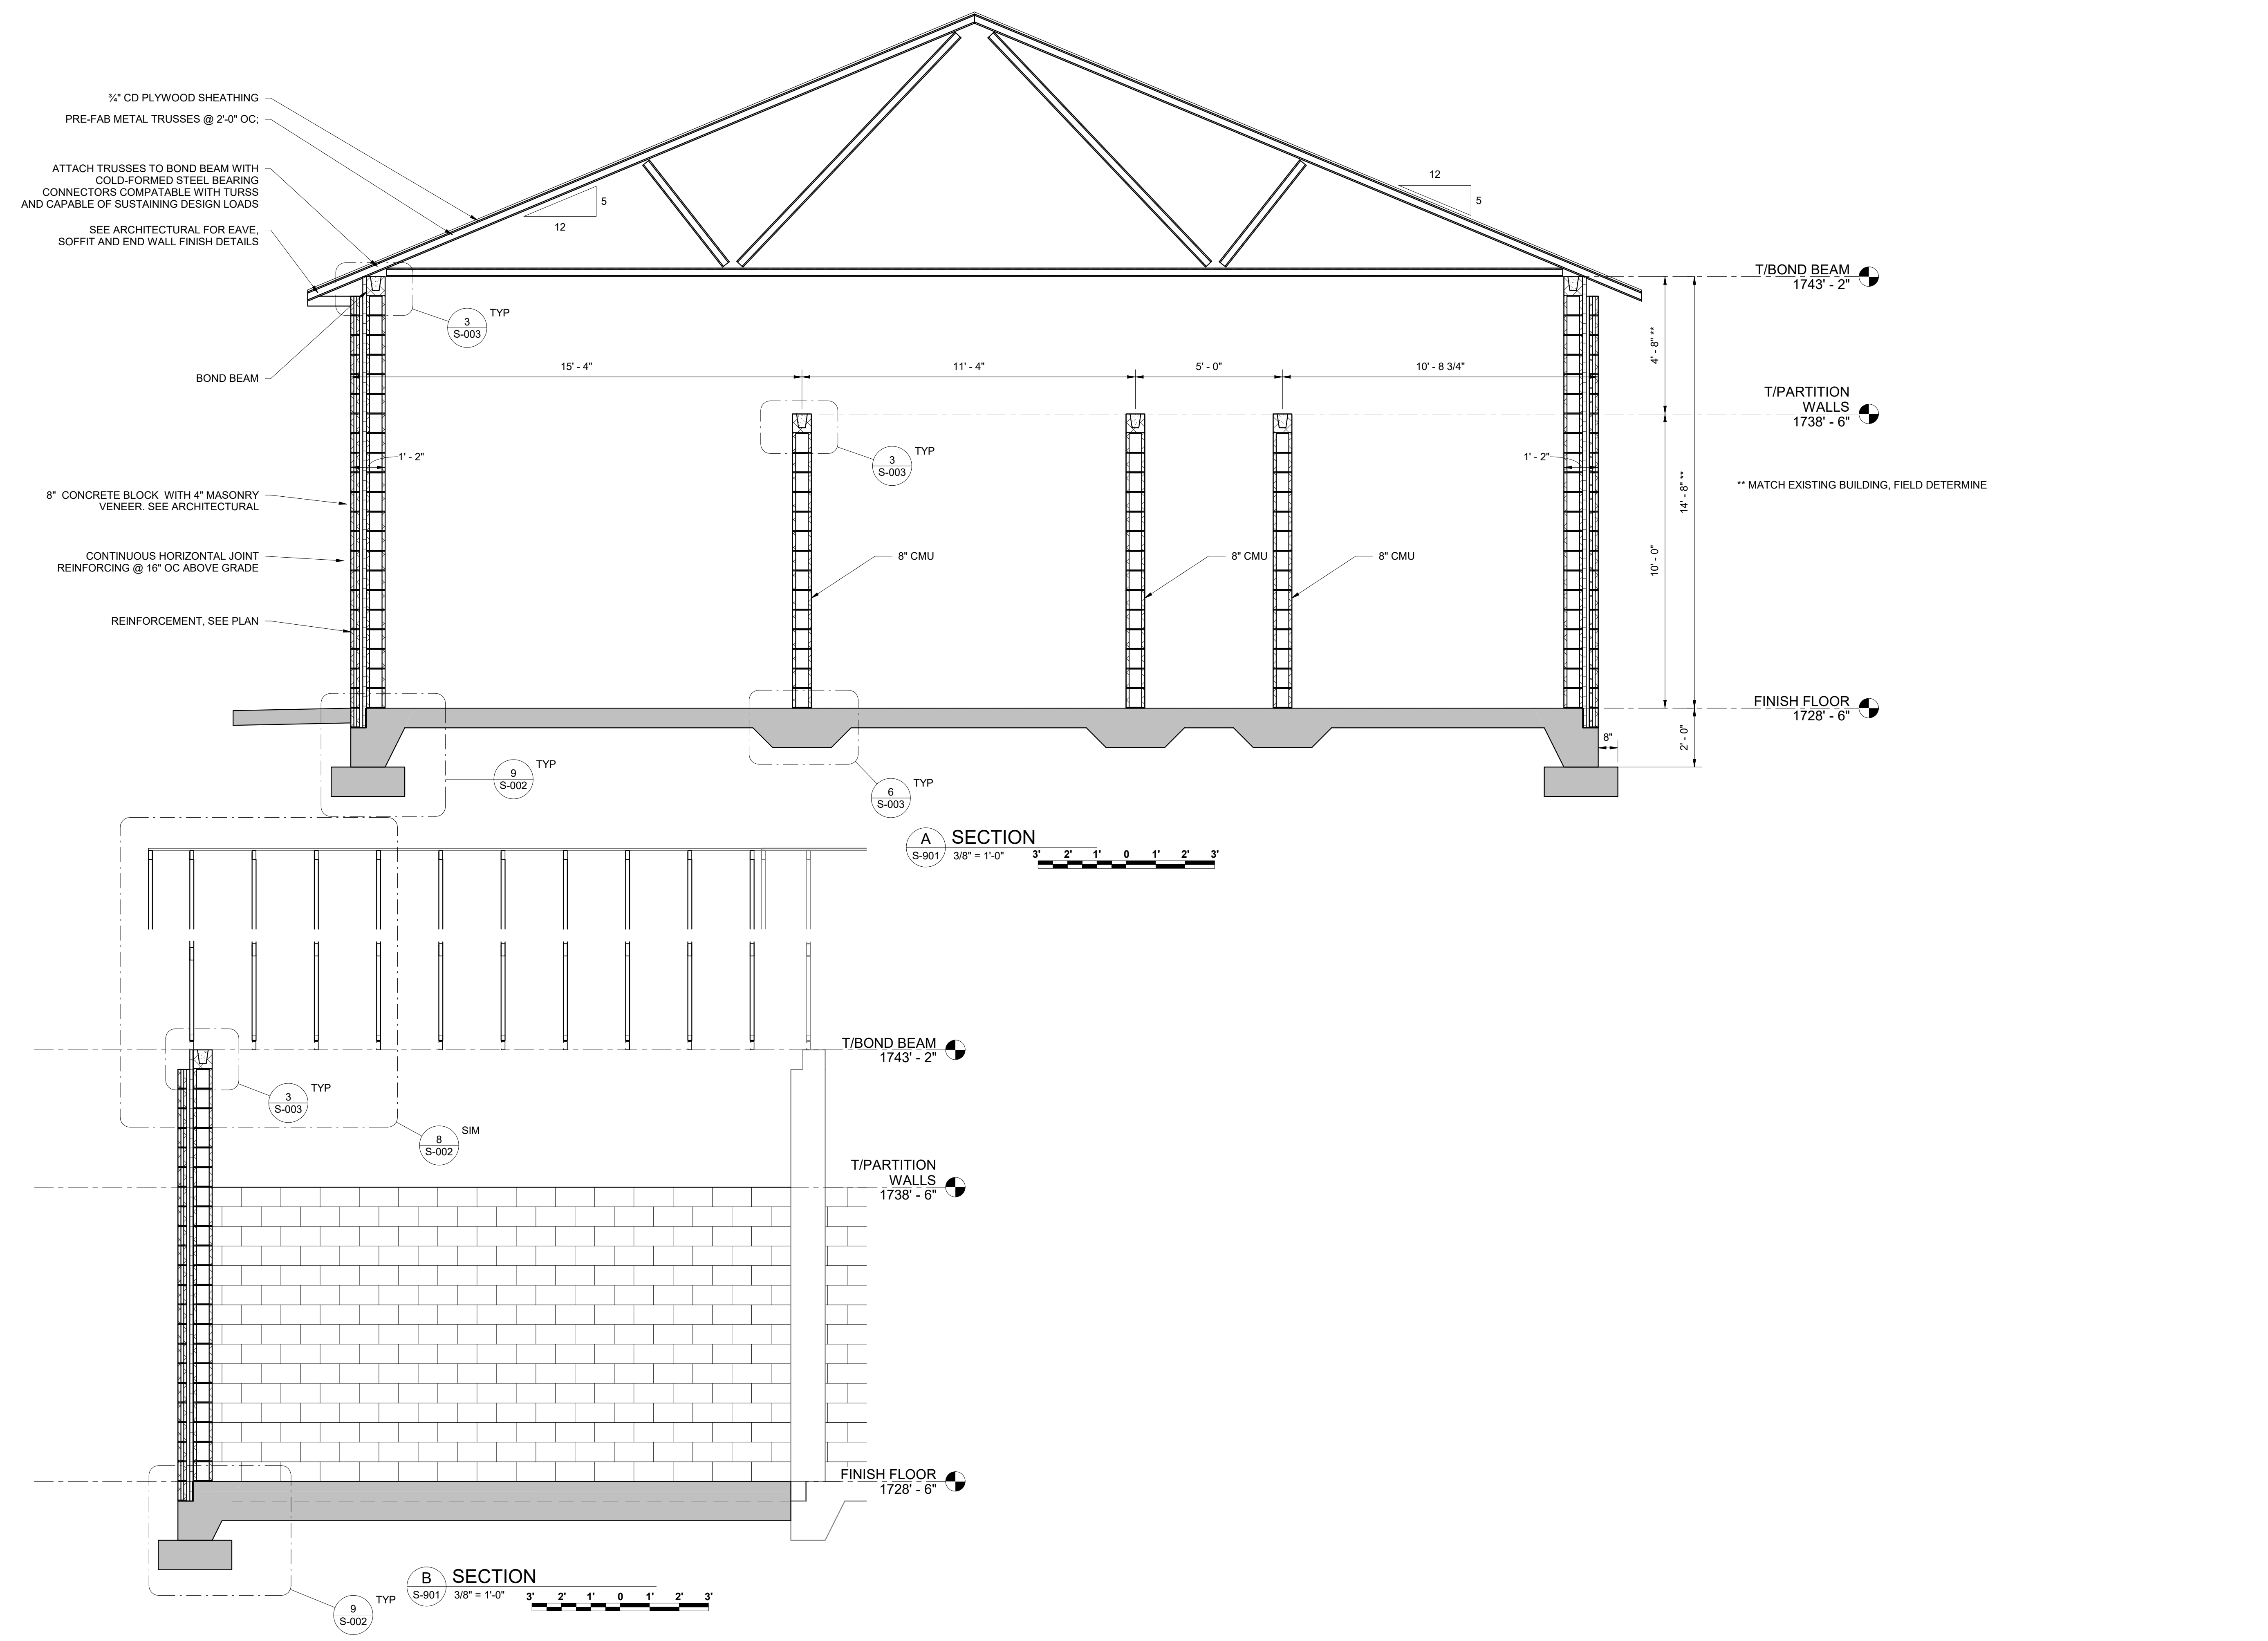 ¾" CD PLYWOOD SHEATHING
PRE-FAB METAL TRUSSES @ 2'-0" OC;
ATTACH TRUSSES TO BOND BEAM WITH
COLD-FORMED STEEL BEARING
CONNECTORS COMPATABLE WITH TURSS
AND CAPABLE OF SUSTAINING DESIGN LOADS
SEE ARCHITECTURAL FOR EAVE,
SOFFIT AND END WALL FINISH DETAILS
BOND BEAM
8" CONCRETE BLOCK WITH 4" MASONRY
VENEER. SEE ARCHITECTURAL
CONTINUOUS HORIZONTAL JOINT
REINFORCING @ 16" OC ABOVE GRADE
REINFORCEMENT, SEE PLAN
5
12
12
5
3
S-003
TYP
15' - 4"
11' - 4"
5' - 0"
10' - 8 3/4"
3
S-003
TYP
1' - 2"
1' - 2"
8" CMU
8" CMU
8" CMU
4' - 8" **
14' - 8" **
10' - 0"
2' - 0"
8"
T/BOND BEAM
1743' - 2"
T/PARTITION
WALLS
1738' - 6"
** MATCH EXISTING BUILDING, FIELD DETERMINE
FINISH FLOOR
1728' - 6"
9
S-002
TYP
6
S-003
TYP
A
S-901
SECTION
3/8" = 1'-0"
3' 2' 1' 0 1' 2' 3'
T/BOND BEAM
1743' - 2"
3
S-003
TYP
8
S-002
SIM
T/PARTITION
WALLS
1738' - 6"
FINISH FLOOR
1728' - 6"
B
S-901
SECTION
3/8" = 1'-0"
3' 2' 1' 0 1' 2' 3'
9
S-002
TYP